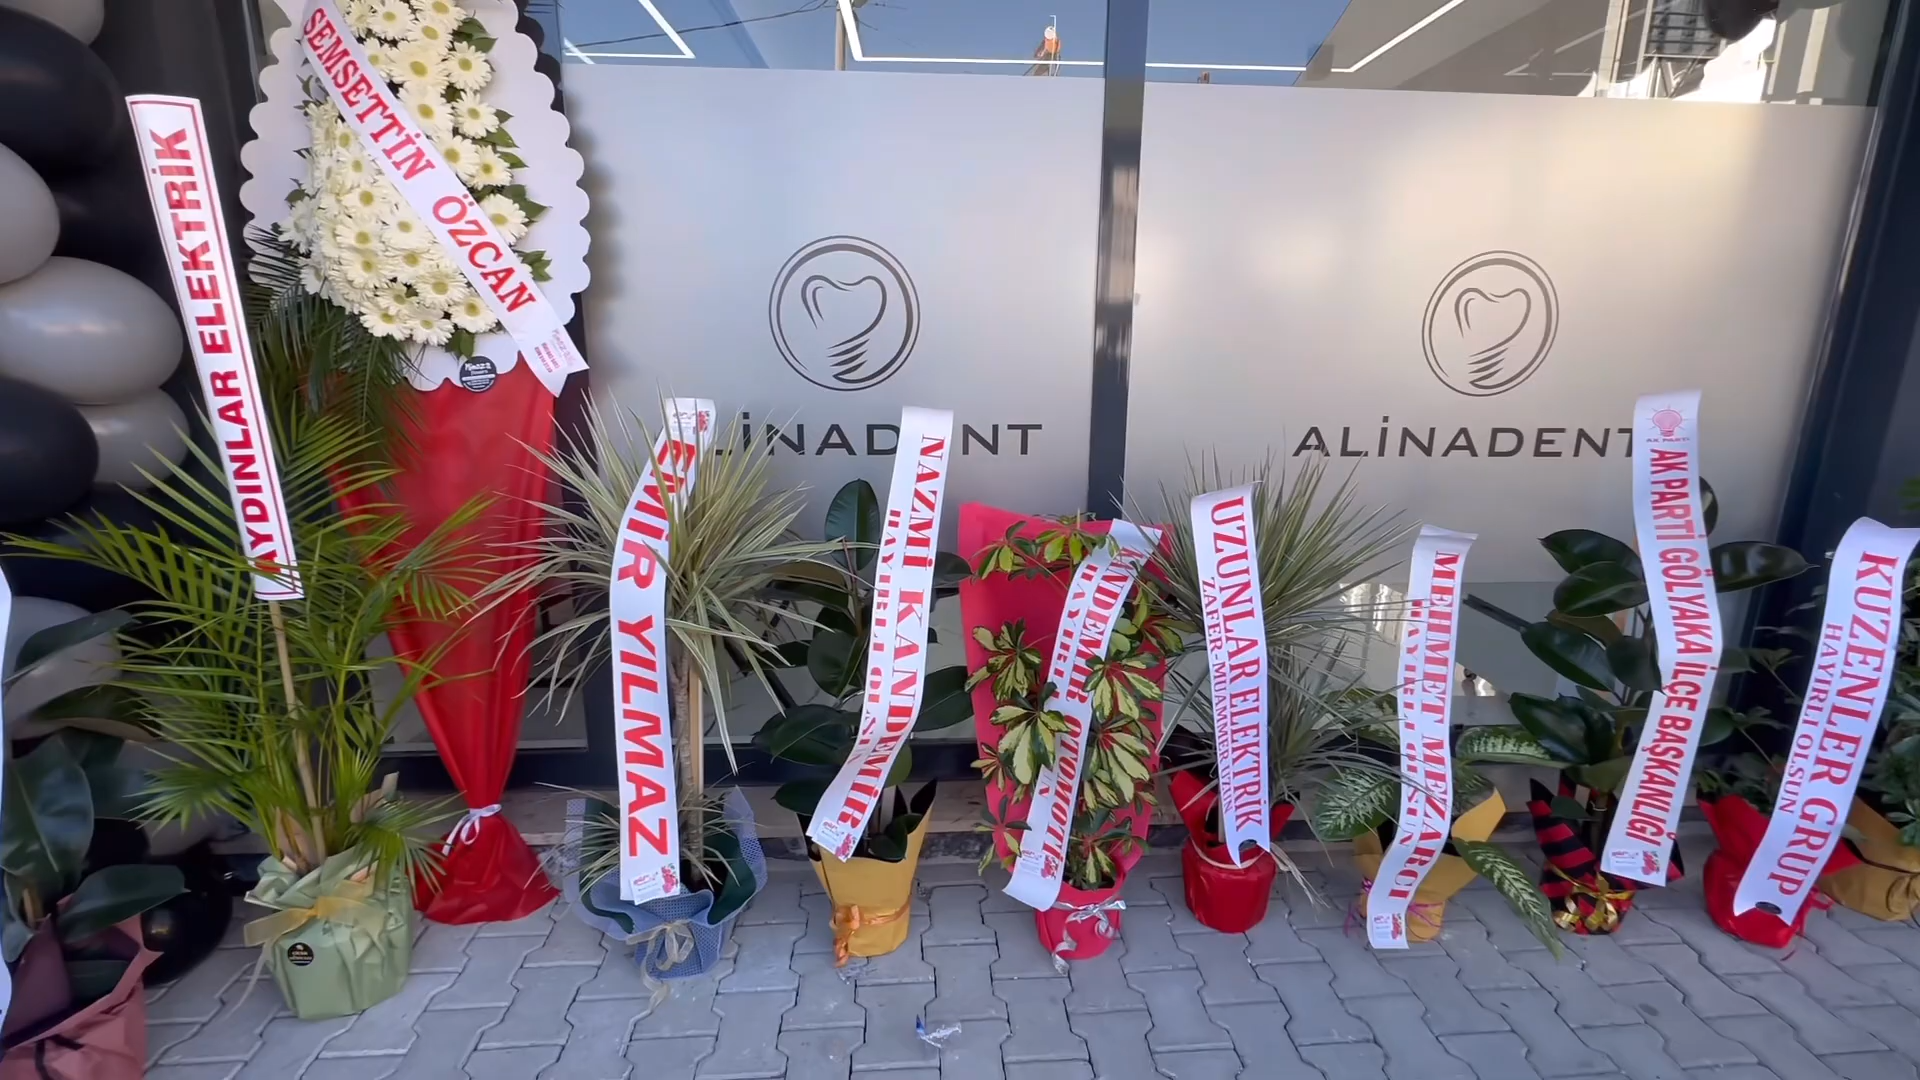 AYDINLAR ELEKTRİK
SEMSETTİN ÖZCAN
EMİR YILMAZ
ALİNADENT
NAZMİ KANDEMİR
HAYIRLI OLSUN
UZUNLAR ELEKTRİK
ZAFER-MUAMMER UZUN
ALİNADENT
MEHMET MEZARCI
AK PARTİ
AK PARTİ GÖLYAKA İLÇE BAŞKANLIĞI
KUZENLER GRUP
HAYIRLI OLSUN